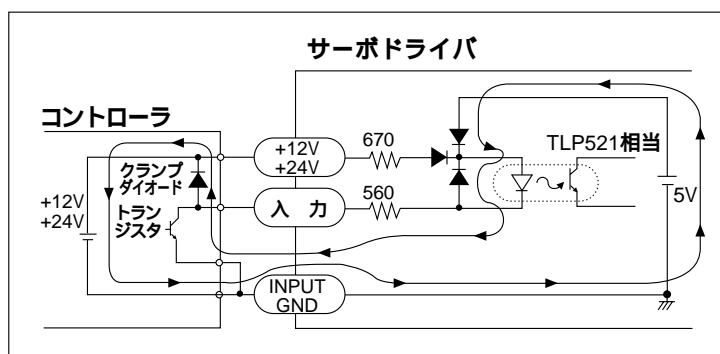 サーボドライバ
コントローラ
+12V
+24V
クランプ
ダイオード
トラン
ジスタ
+12V
+24V
670
入 力
560
INPUT
GND
TLP521相当
5V